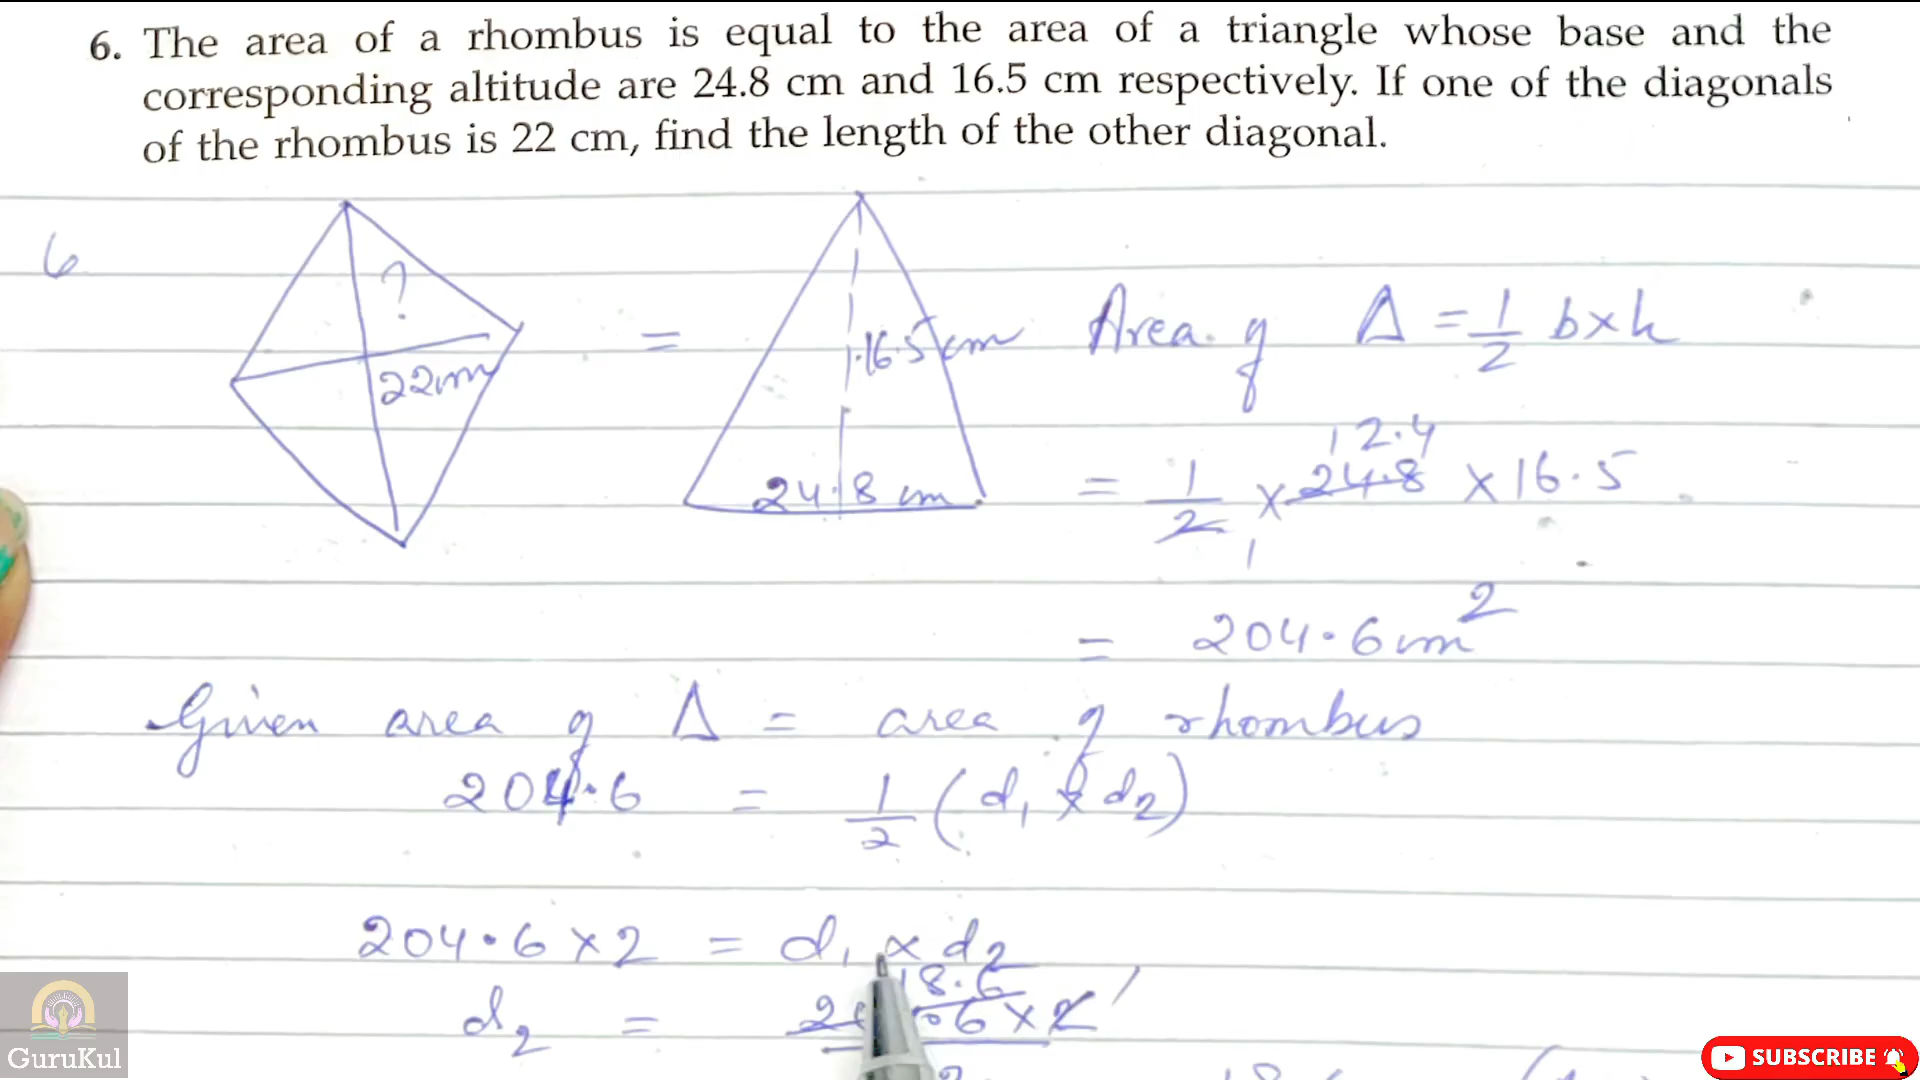 6. The area of a rhombus is equal to the area of a triangle whose base and the
corresponding altitude are 24.8 cm and 16.5 cm respectively. If one of the diagonals
of the rhombus is 22 cm, find the length of the other diagonal.
6
?
22cm
=
16.5cm
24.8 cm
Area of Δ = 1/2 b×h
12.4
= 1/2 × 24.8 × 16.5
1
= 204.6 cm²
Given area of Δ = area of rhombus
204.6 = 1/2 (d₁ × d₂)
204.6 × 2 = d₁ × d₂
18.6
d₂ =
GuruKul
SUBSCRIBE